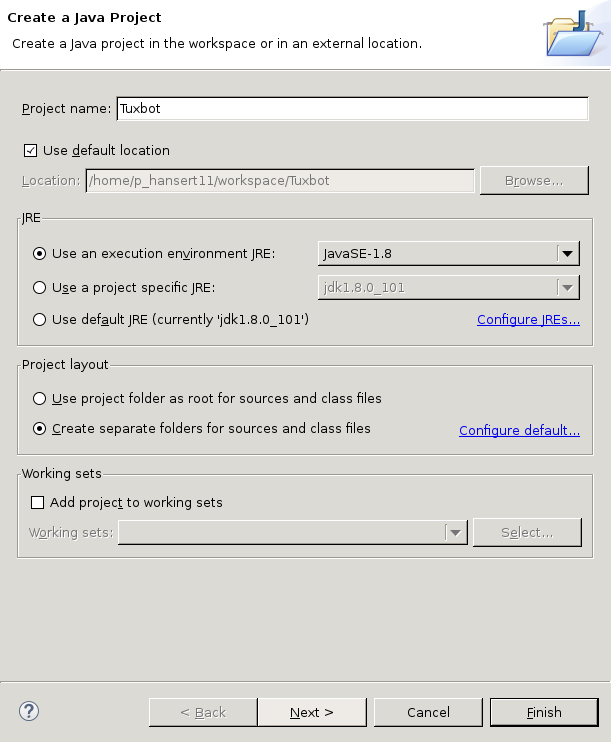 Create a Java Project
Create a Java project in the workspace or in an external location.
Project name: Tuxbot
Use default location
Location: /home/p_hansert11/workspace/Tuxbot Browse...
JRE
Use an execution environment JRE: JavaSE-1.8
Use a project specific JRE: jdk1.8.0_101
Use default JRE (currently 'jdk1.8.0_101') Configure JREs...
Project layout
Use project folder as root for sources and class files
Create separate folders for sources and class files Configure default...
Working sets
Add project to working sets
Working sets: Select...
? < Back Next > Cancel Finish